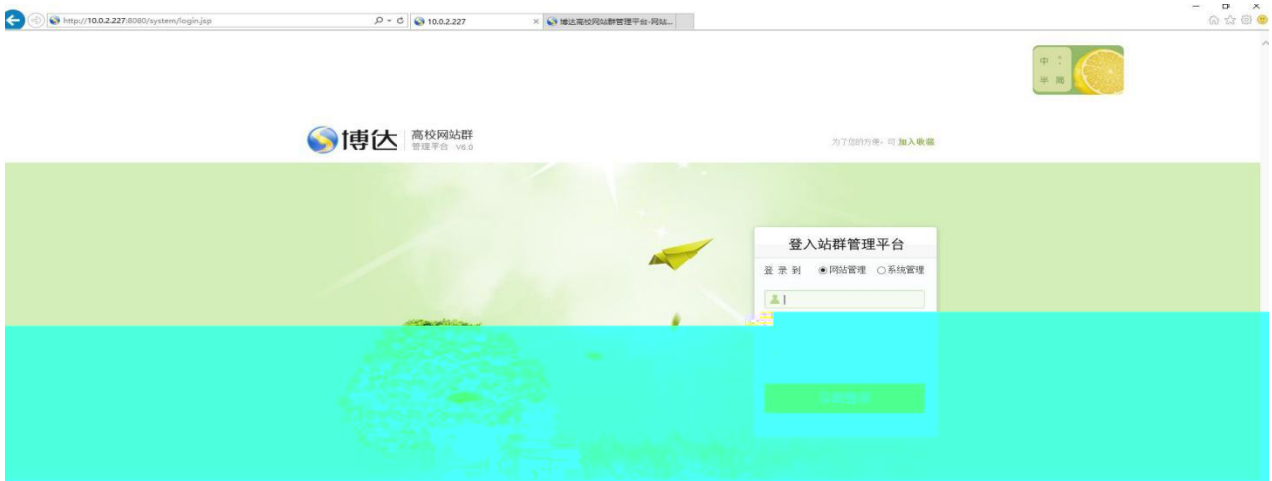 http://10.0.2.227:8080/system/login.jsp
10.0.2.227
博达高校网站群管理平台-网站...
中
半 简
博达 高校网站群
管理平台 V6.0
为了您的方便,可 加入收藏
登入站群管理平台
登 录 到 网站管理 系统管理